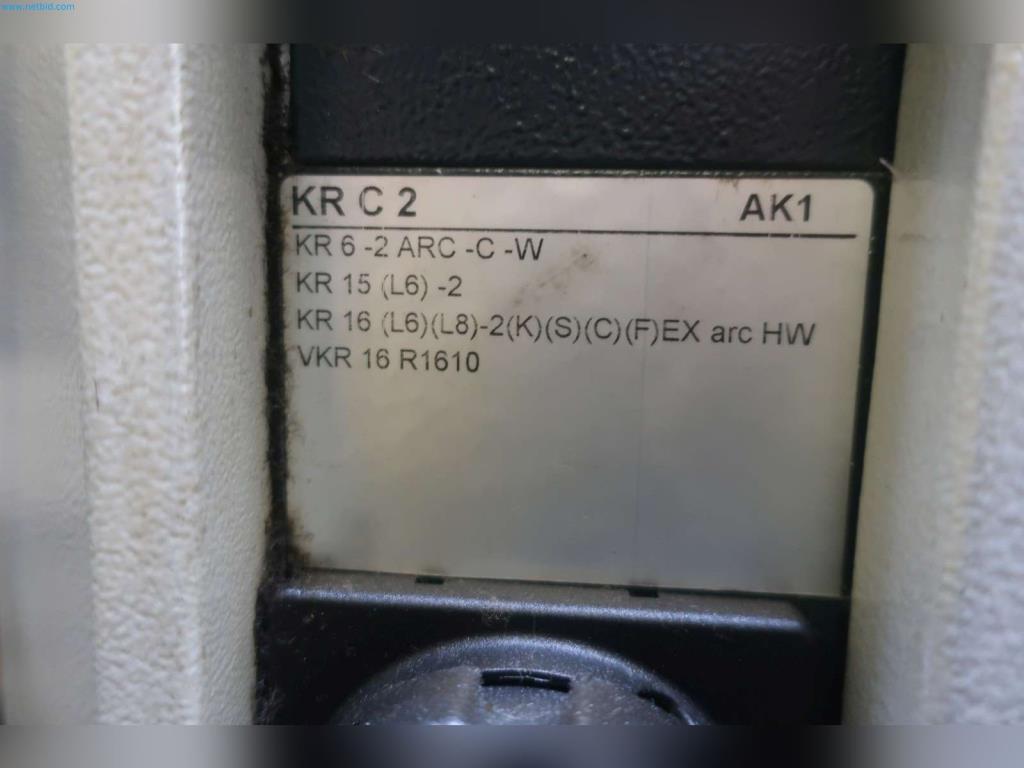 www.netbid.com
KR C 2 AK1
KR 6 -2 ARC -C -W
KR 15 (L6) -2
KR 16 (L6)(L8)-2(K)(S)(C)(F)EX arc HW
VKR 16 R1610